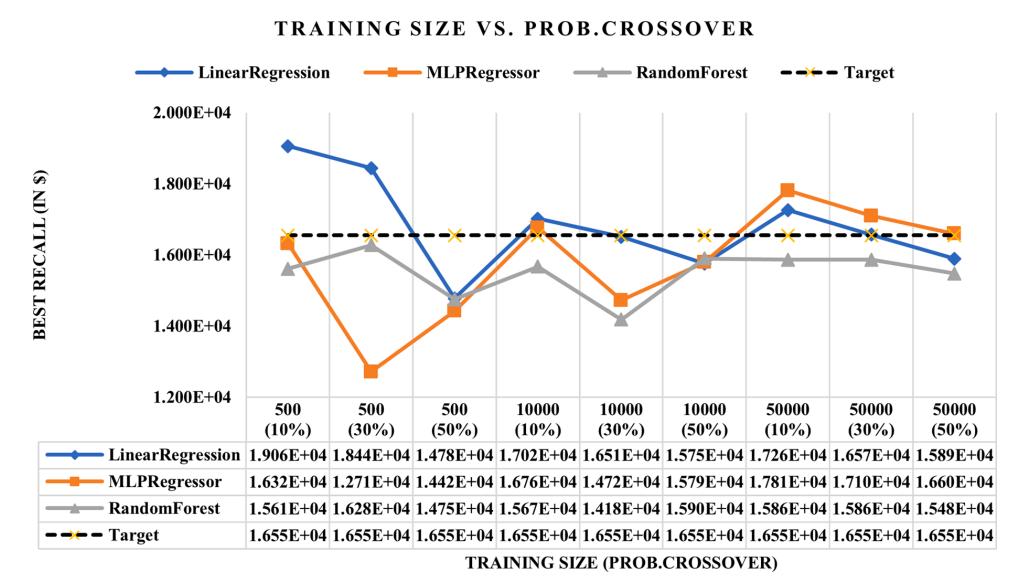 TRAINING SIZE VS. PROB.CROSSOVER
LinearRegression MLPRegressor RandomForest Target
BEST RECALL (IN $)
2.000E+04
1.800E+04
1.600E+04
1.400E+04
1.200E+04
500 500 500 10000 10000 10000 50000 50000 50000
(10%) (30%) (50%) (10%) (30%) (50%) (10%) (30%) (50%)
LinearRegression 1.906E+04 1.844E+04 1.478E+04 1.702E+04 1.651E+04 1.575E+04 1.726E+04 1.657E+04 1.589E+04
MLPRegressor 1.632E+04 1.271E+04 1.442E+04 1.676E+04 1.472E+04 1.579E+04 1.781E+04 1.710E+04 1.660E+04
RandomForest 1.561E+04 1.628E+04 1.475E+04 1.567E+04 1.418E+04 1.590E+04 1.586E+04 1.586E+04 1.548E+04
Target 1.655E+04 1.655E+04 1.655E+04 1.655E+04 1.655E+04 1.655E+04 1.655E+04 1.655E+04 1.655E+04
TRAINING SIZE (PROB.CROSSOVER)